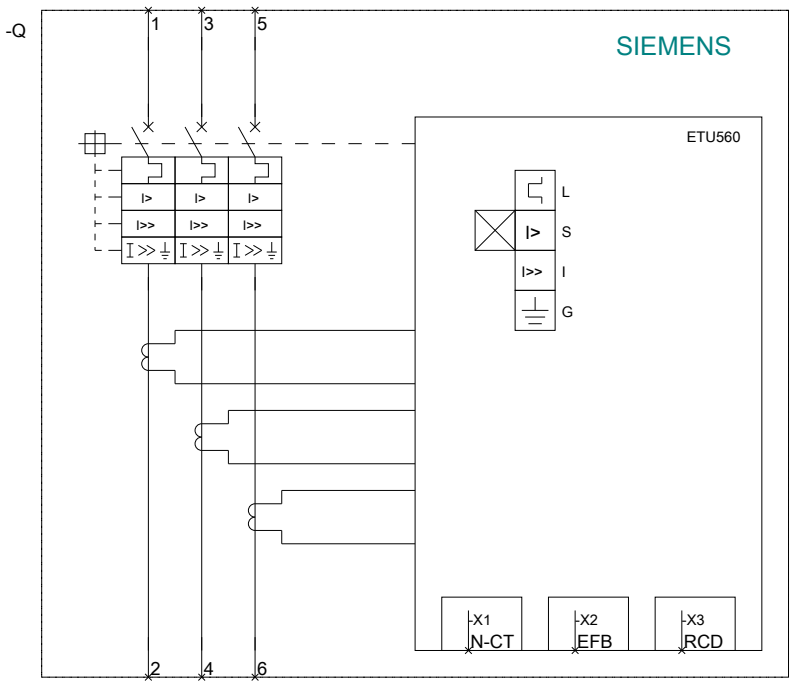 1 3 5
-Q
SIEMENS
ETU560
L
I> I> I> I> S
I>> I>> I>> I>> I
I>> I>> I>> G
-X1 -X2 -X3
N-CT EFB RCD
2 4 6